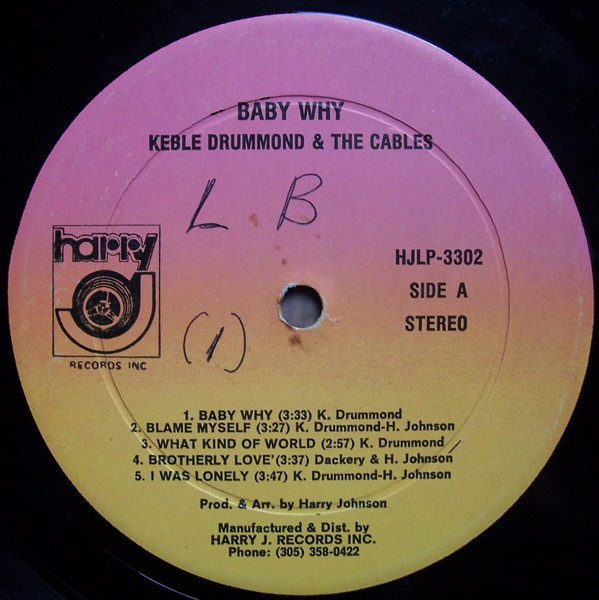 BABY WHY
KEBLE DRUMMOND & THE CABLES
L B
harry J
RECORDS INC
HJLP-3302
SIDE A
STEREO
(1)
1. BABY WHY (3:33) K. Drummond
2. BLAME MYSELF (3:27) K. Drummond-H. Johnson
3. WHAT KIND OF WORLD (2:57) K. Drummond
4. BROTHERLY LOVE'(3:37) Dackery & H. Johnson
5. I WAS LONELY (3:47) K. Drummond-H. Johnson
Prod. & Arr. by Harry Johnson
Manufactured & Dist. by
HARRY J. RECORDS INC.
Phone: (305) 358-0422